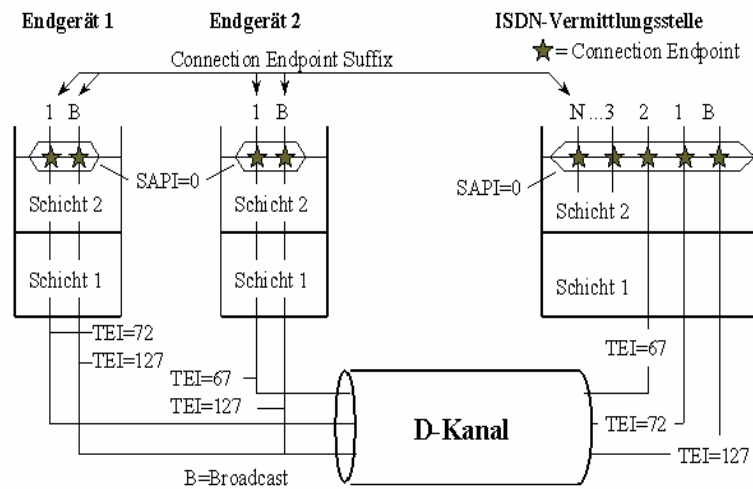 Endgerät 1 Endgerät 2 ISDN-Vermittlungsstelle
= Connection Endpoint
Connection Endpoint Suffix
1 B 1 B N...3 2 1 B
SAPI=0 SAPI=0
Schicht 2 Schicht 2 Schicht 2
Schicht 1 Schicht 1 Schicht 1
TEI=72
TEI=127
TEI=67
TEI=67
TEI=127
D-Kanal
TEI=72
TEI=127
B=Broadcast